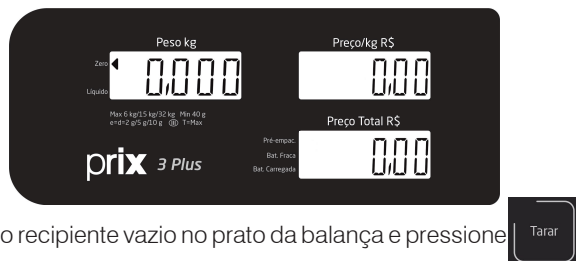 Peso kg Preço/kg R$
Zero 0,000 0,00
Líquido
Max 6 kg/15 kg/32 kg Min 40 g
e=d=2 g/5 g/10 g III T=Max
Preço Total R$
Pré-empac.
Bat. Fraca 0,00
Bat. Carregada
prix 3 Plus
o recipiente vazio no prato da balança e pressione Tarar